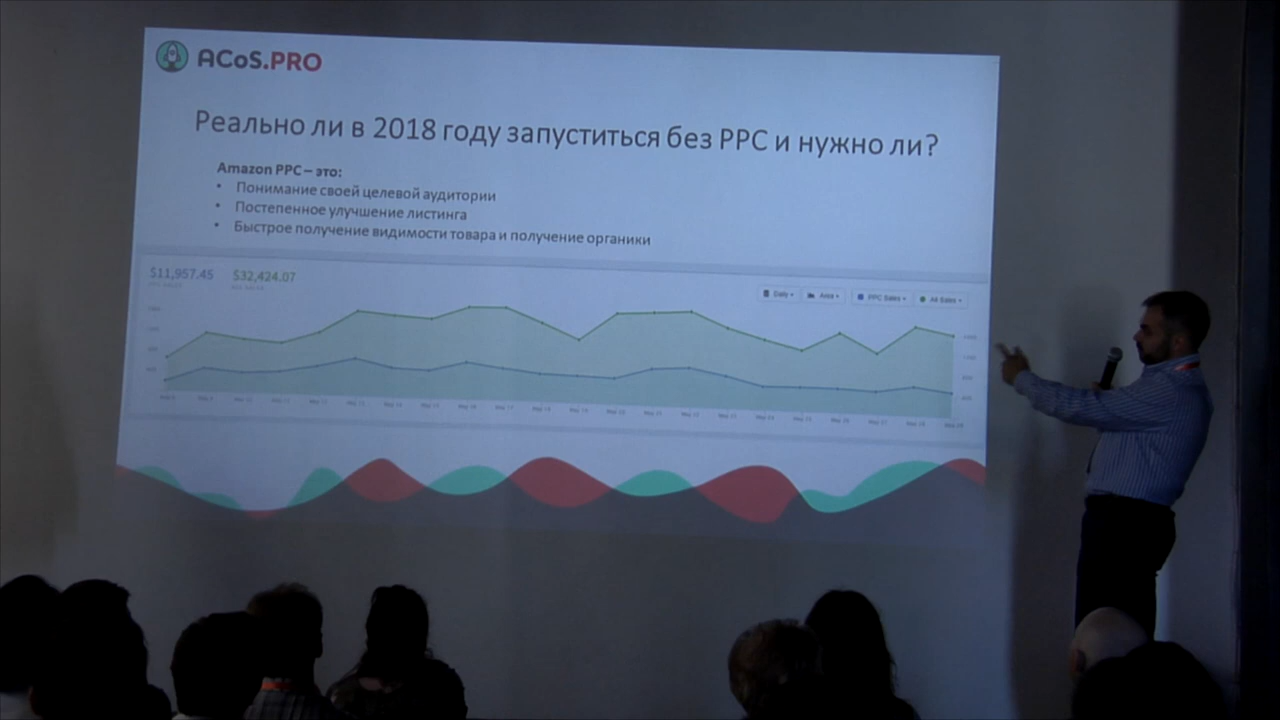 ACoS.PRO
Реально ли в 2018 году запуститься без PPC и нужно ли?
Amazon PPC – это:
• Понимание своей целевой аудитории
• Постепенное улучшение листинга
• Быстрое получение видимости товара и получение органики
$11,957.45 $32,424.07
Daily Area PPC Sales All Sales